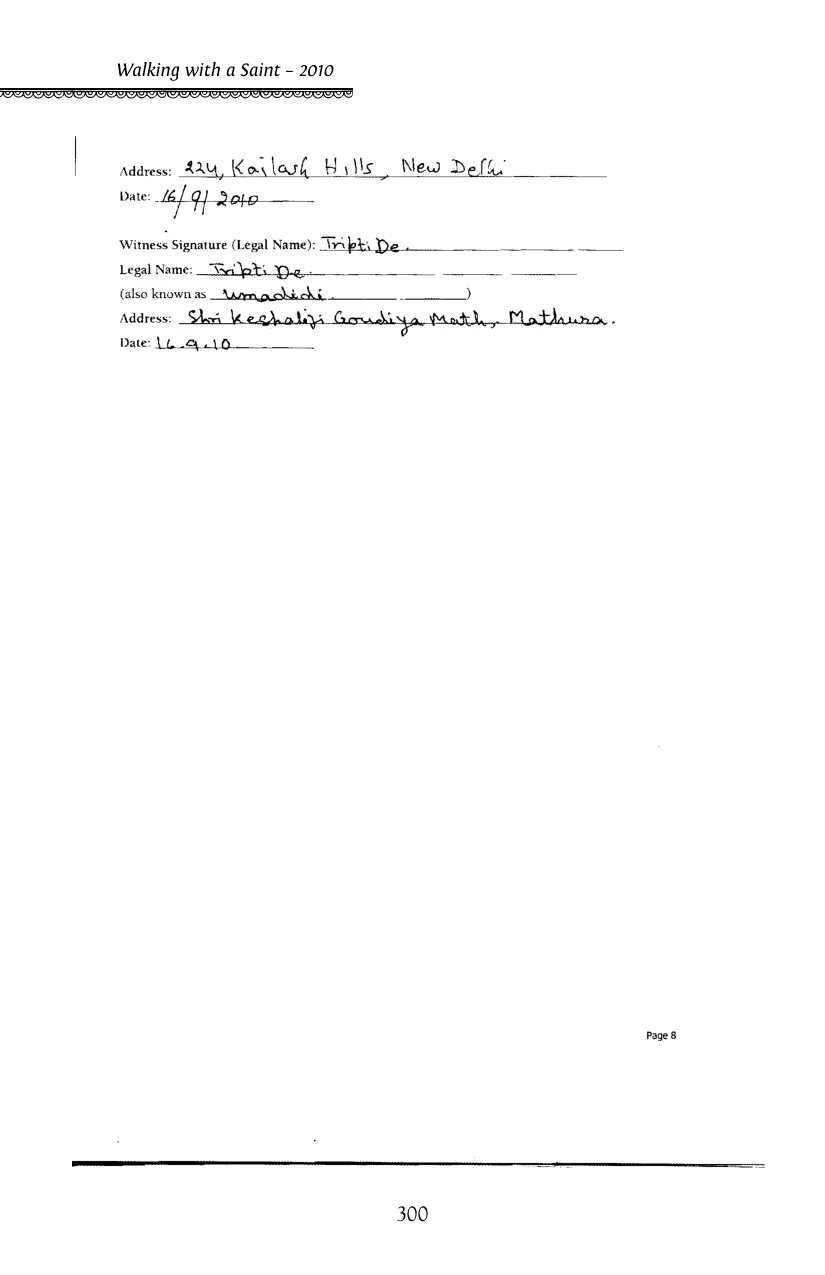 Walking with a Saint – 2010
Address: 224, Kailash Hills, New Delhi
Date: 16/9/2010
Witness Signature (Legal Name): Tripti De.
Legal Name: Tripti De.
(also known as Umadidi.)
Address: Shri Keshabji Goudiya Math, Mathura.
Date: 16.9.10
Page 8
300